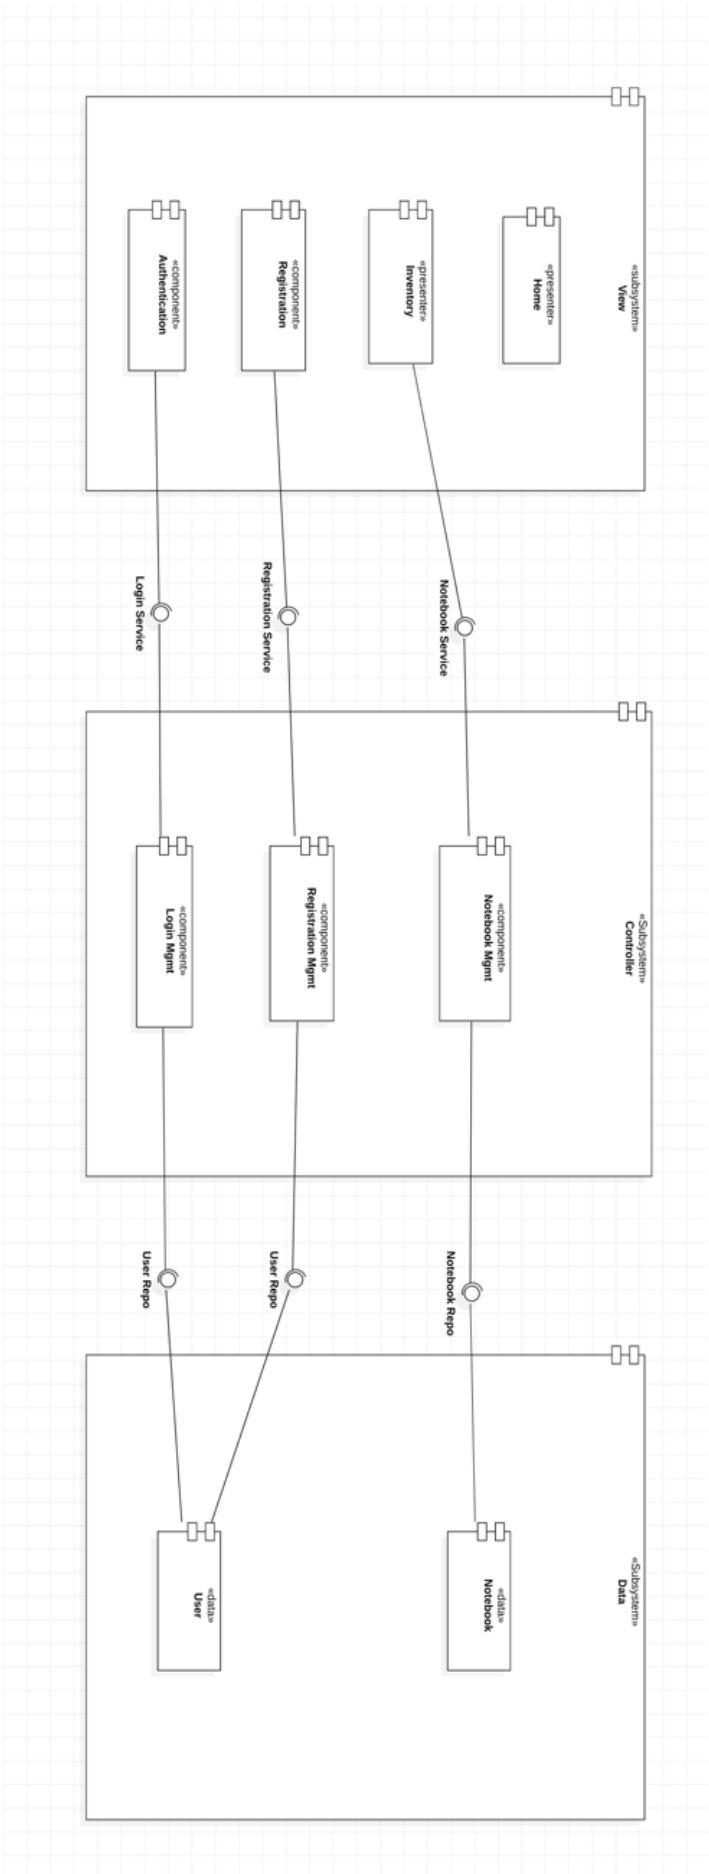 «subsystem»
View
«presenter»
Home
«presenter»
Inventory
«component»
Registration
«component»
Authentication
Notebook Service
Registration Service
Login Service
«Subsystem»
Controller
«component»
Notebook Mgmt
«component»
Registration Mgmt
«component»
Login Mgmt
Notebook Repo
User Repo
User Repo
«Subsystem»
Data
«data»
Notebook
«data»
User